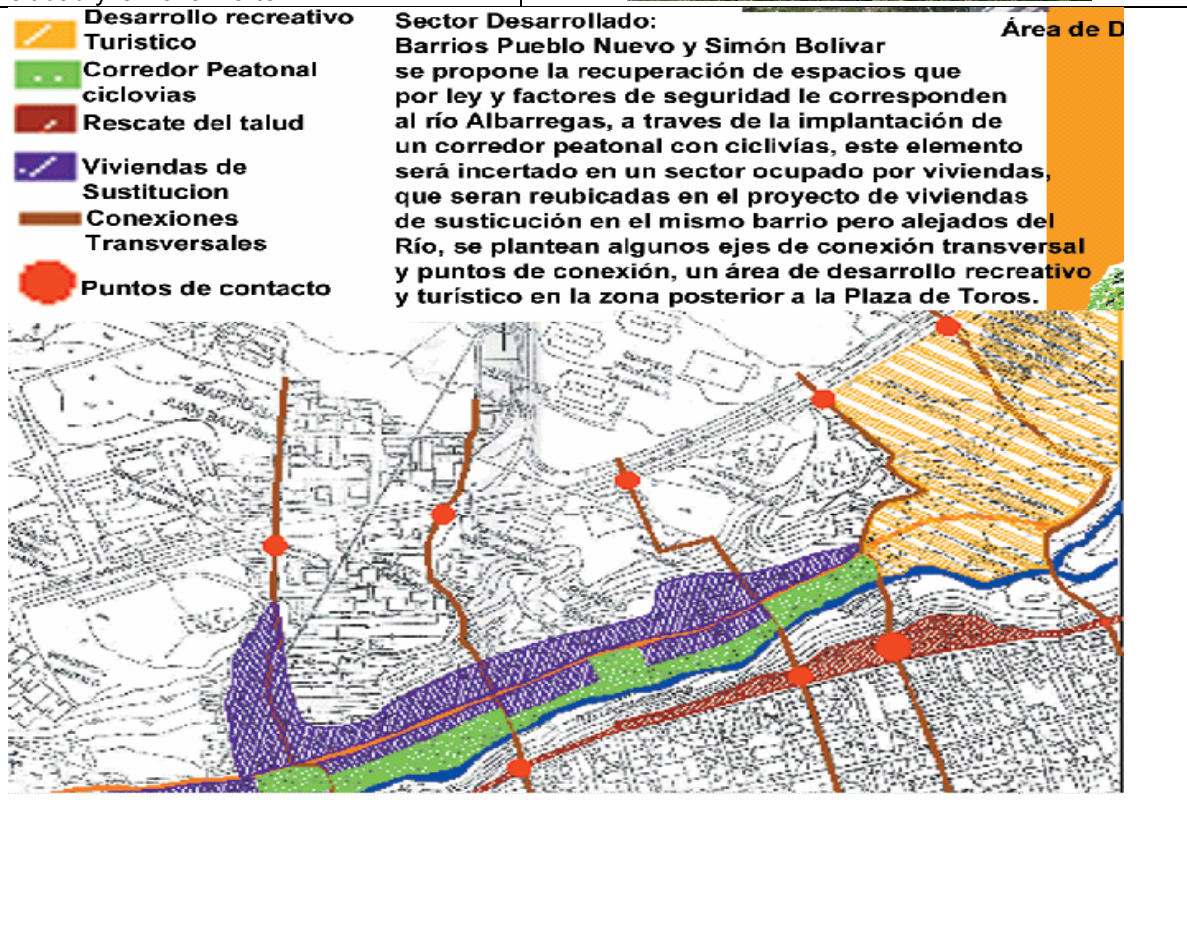 Desarrollo recreativo
Turistico
Corredor Peatonal
ciclovias
Rescate del talud
Viviendas de
Sustitucion
Conexiones
Transversales
Puntos de contacto
Sector Desarrollado:
Barrios Pueblo Nuevo y Simón Bolívar
se propone la recuperación de espacios que
por ley y factores de seguridad le corresponden
al río Albarregas, a traves de la implantación de
un corredor peatonal con ciclivías, este elemento
será incertado en un sector ocupado por viviendas,
que seran reubicadas en el proyecto de viviendas
de susticución en el mismo barrio pero alejados del
Río, se plantean algunos ejes de conexión transversal
y puntos de conexión, un área de desarrollo recreativo
y turístico en la zona posterior a la Plaza de Toros.
Área de D